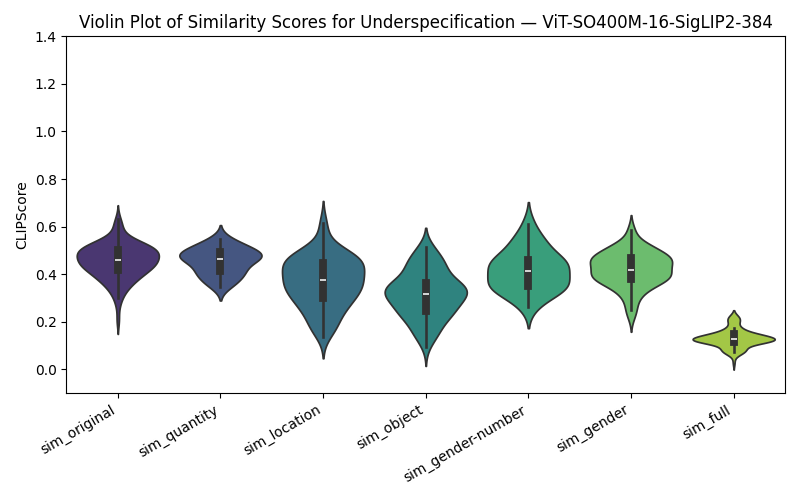 Violin Plot of Similarity Scores for Underspecification — ViT-SO400M-16-SigLIP2-384
1.4
1.2
1.0
0.8
0.6
0.4
0.2
0.0
CLIPScore
sim_original
sim_quantity
sim_location
sim_object
sim_gender-number
sim_gender
sim_full